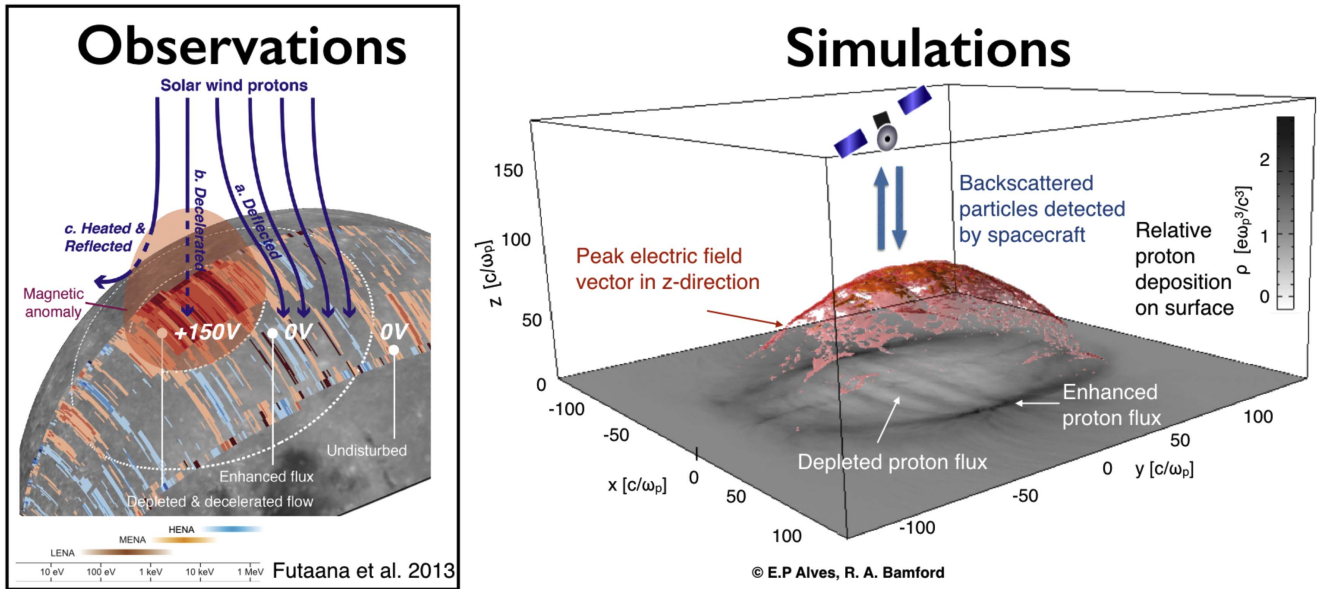 Observations
Solar wind protons
b. Decelerated
a. Deflected
c. Heated &
Reflected
Magnetic
anomaly
+150V
0V
0V
Undisturbed
Enhanced flux
Depleted & decelerated flow
HENA
MENA
LENA
10 eV 100 eV 1 keV 10 keV 1 MeV
Futaana et al. 2013
Simulations
150
100
50
0
z [c/ωp]
Backscattered
particles detected
by spacecraft
Peak electric field
vector in z-direction
Relative
proton
deposition
on surface
ρ [eωp³/c³]
2
1
0
Enhanced
proton flux
Depleted proton flux
-100
-50
0
50
100
x [c/ωp]
-100
-50
0
50
100
y [c/ωp]
© E.P Alves, R. A. Bamford